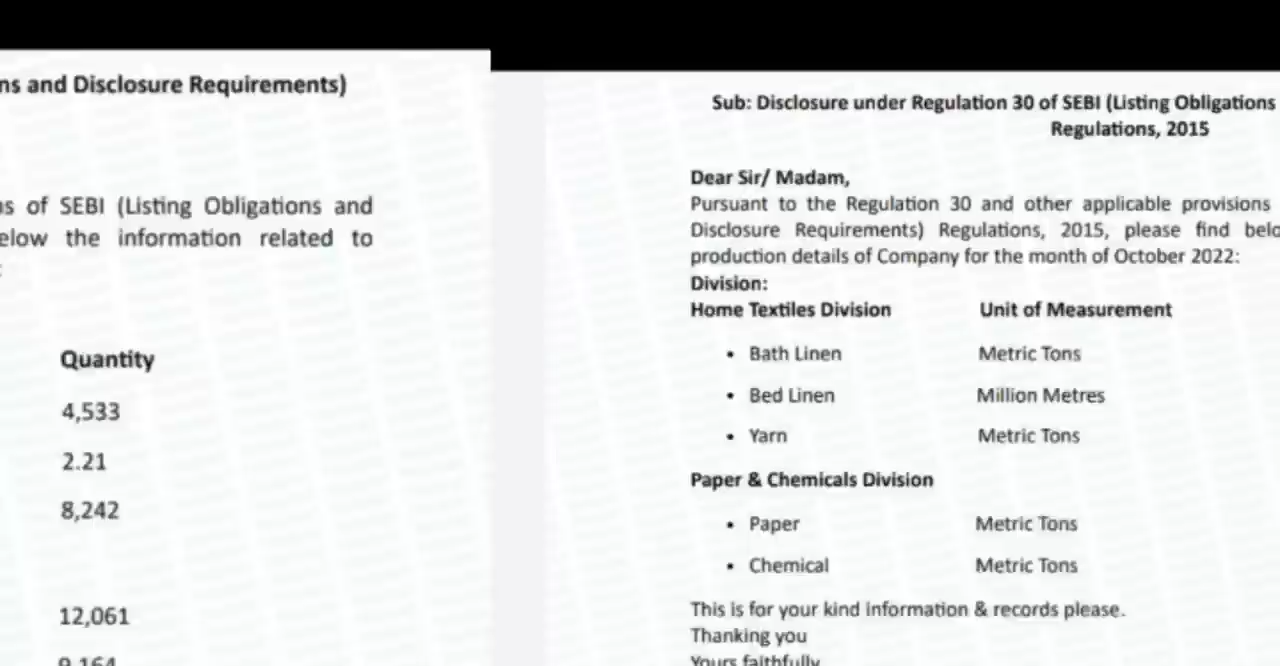 ns and Disclosure Requirements)
of SEBI (Listing Obligations and
elow the information related to
:
Quantity
4,533
2.21
8,242
12,061
9,164
Sub: Disclosure under Regulation 30 of SEBI (Listing Obligations
Regulations, 2015
Dear Sir/ Madam,
Pursuant to the Regulation 30 and other applicable provisions
Disclosure Requirements) Regulations, 2015, please find belo
production details of Company for the month of October 2022:
Division:
Home Textiles Division Unit of Measurement
• Bath Linen Metric Tons
• Bed Linen Million Metres
• Yarn Metric Tons
Paper & Chemicals Division
• Paper Metric Tons
• Chemical Metric Tons
This is for your kind information & records please.
Thanking you
Yours faithfully